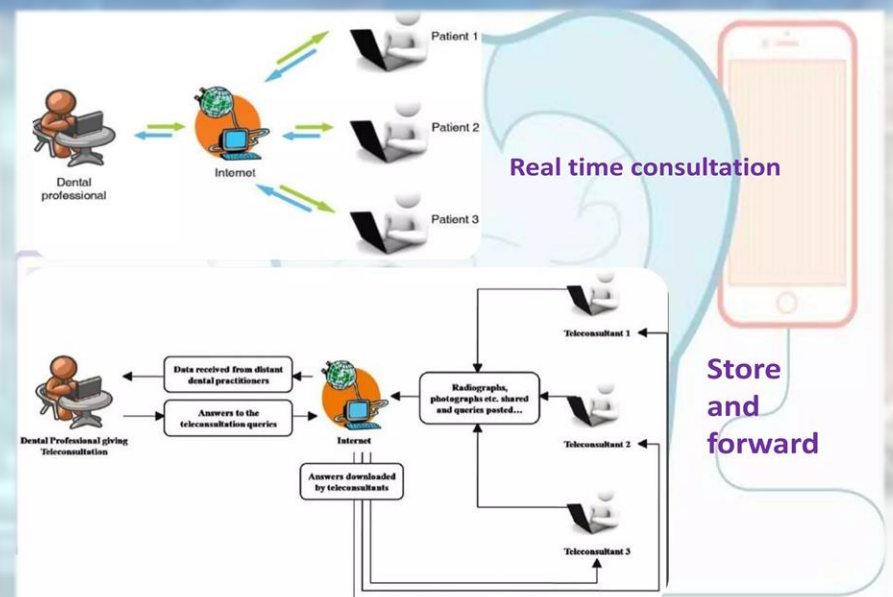 Patient 1
Patient 2
Dental
professional
Internet
Patient 3
Real time consultation
Teleconsultant 1
Data received from distant
dental practitioners
Answers to the
teleconsultation queries
Radiographs,
photographs etc. shared
and queries posted...
Dental Professional giving
Teleconsultation
Internet
Teleconsultant 2
Answers downloaded
by teleconsultants
Teleconsultant 3
Store
and
forward